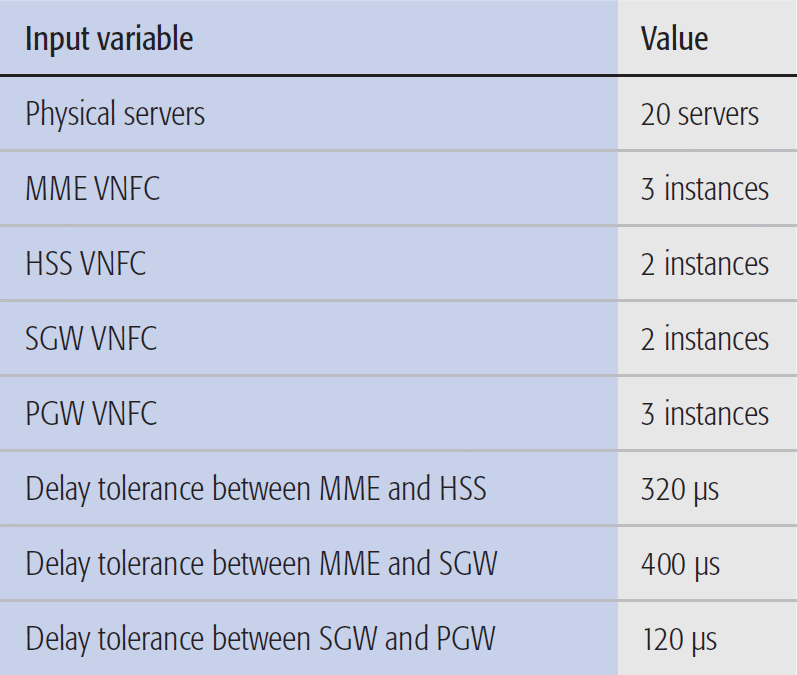 Input variable Value
Physical servers 20 servers
MME VNFC 3 instances
HSS VNFC 2 instances
SGW VNFC 2 instances
PGW VNFC 3 instances
Delay tolerance between MME and HSS 320 µs
Delay tolerance between MME and SGW 400 µs
Delay tolerance between SGW and PGW 120 µs